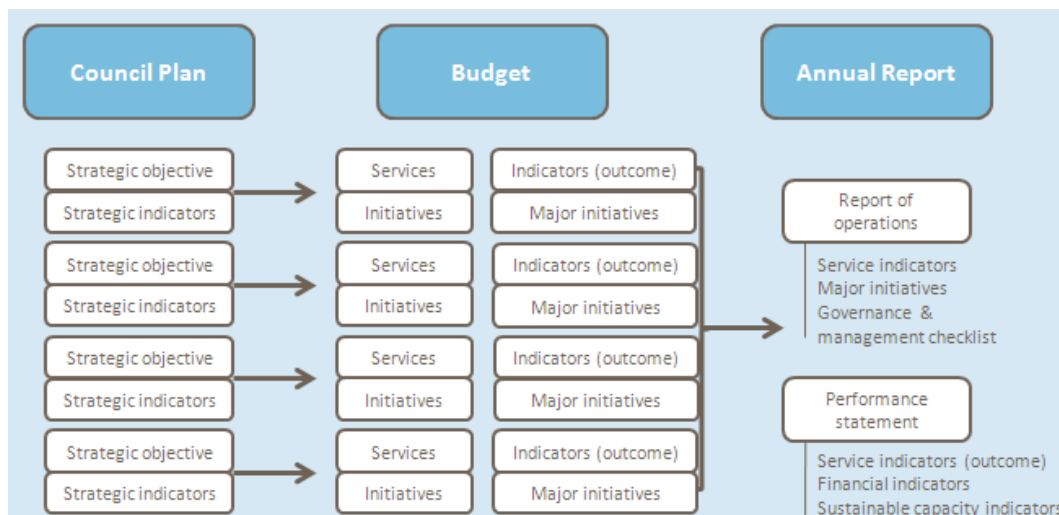 Council Plan
Budget
Annual Report
Strategic objective
Strategic indicators
Strategic objective
Strategic indicators
Strategic objective
Strategic indicators
Strategic objective
Strategic indicators
Services
Initiatives
Services
Initiatives
Services
Initiatives
Services
Initiatives
Indicators (outcome)
Major initiatives
Indicators (outcome)
Major initiatives
Indicators (outcome)
Major initiatives
Indicators (outcome)
Major initiatives
Report of
operations
Service indicators
Major initiatives
Governance &
management checklist
Performance
statement
Service indicators (outcome)
Financial indicators
Sustainable capacity indicators